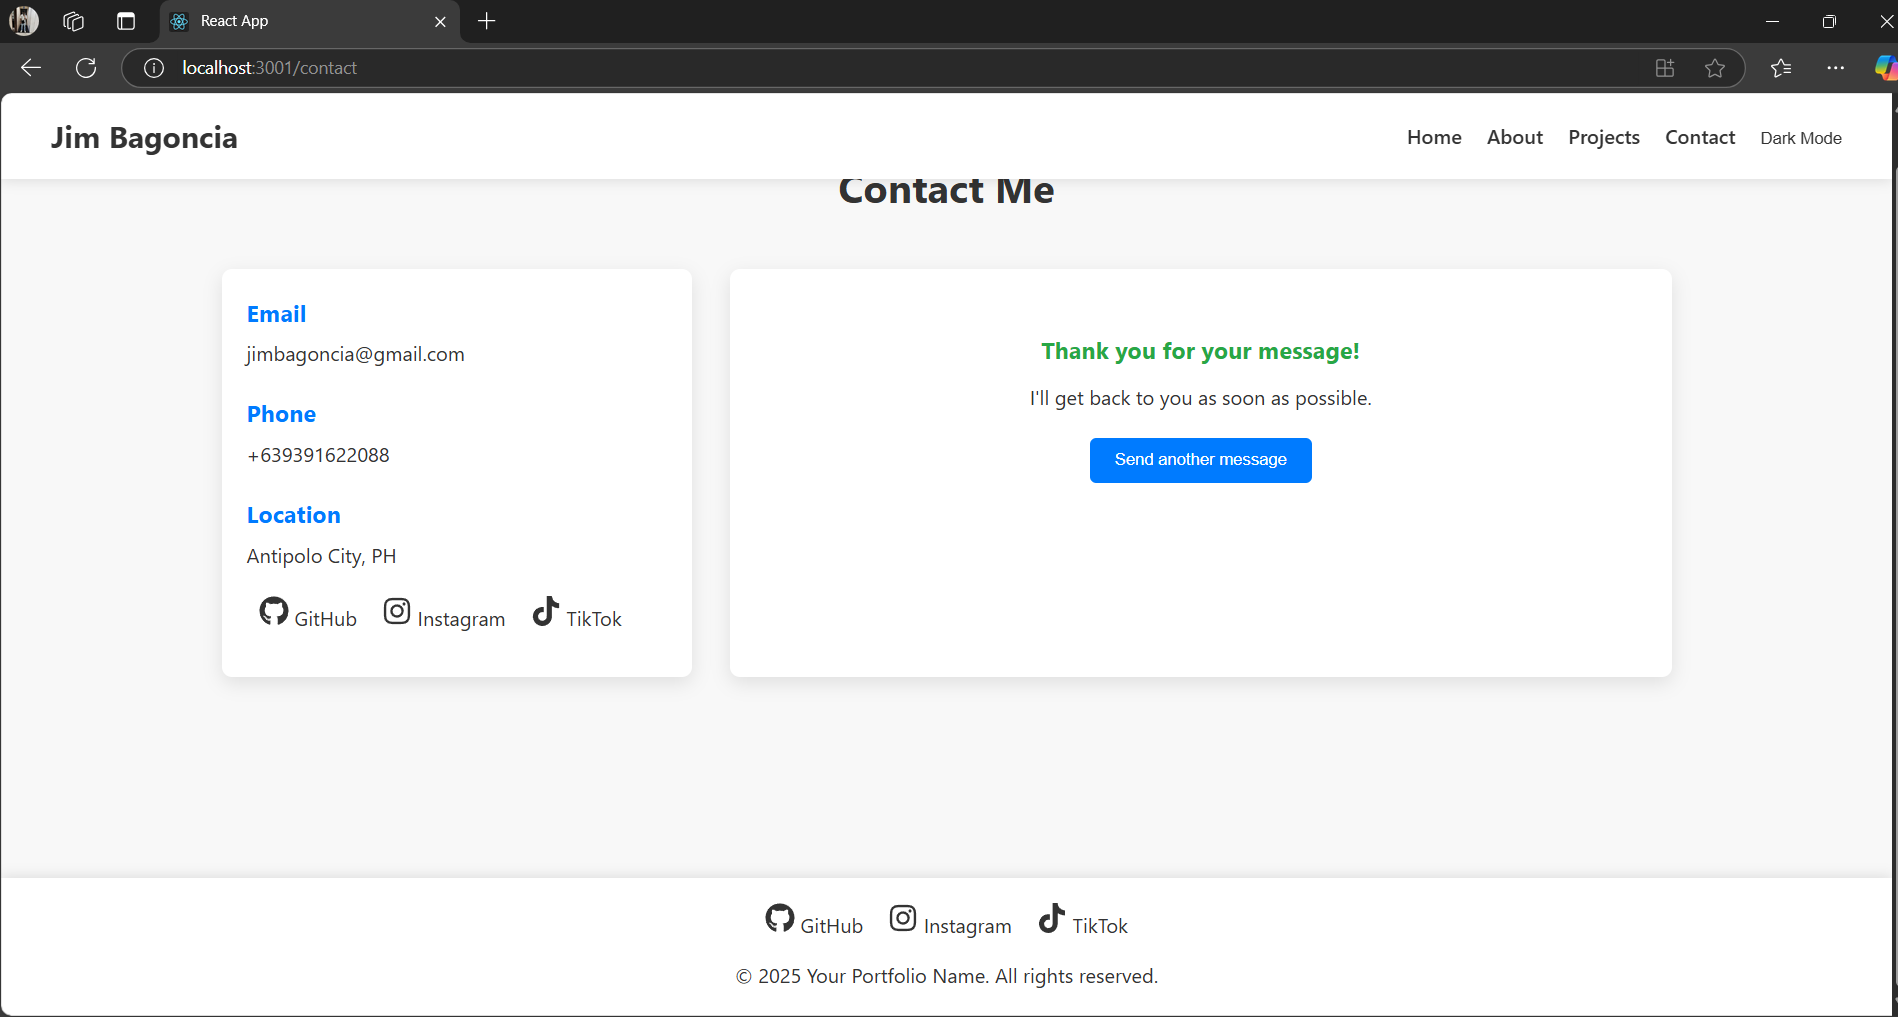 React App
localhost:3001/contact
Jim Bagoncia
Home About Projects Contact Dark Mode
Contact Me
Email
jimbagoncia@gmail.com
Phone
+639391622088
Location
Antipolo City, PH
GitHub Instagram TikTok
Thank you for your message!
I'll get back to you as soon as possible.
Send another message
GitHub Instagram TikTok
© 2025 Your Portfolio Name. All rights reserved.